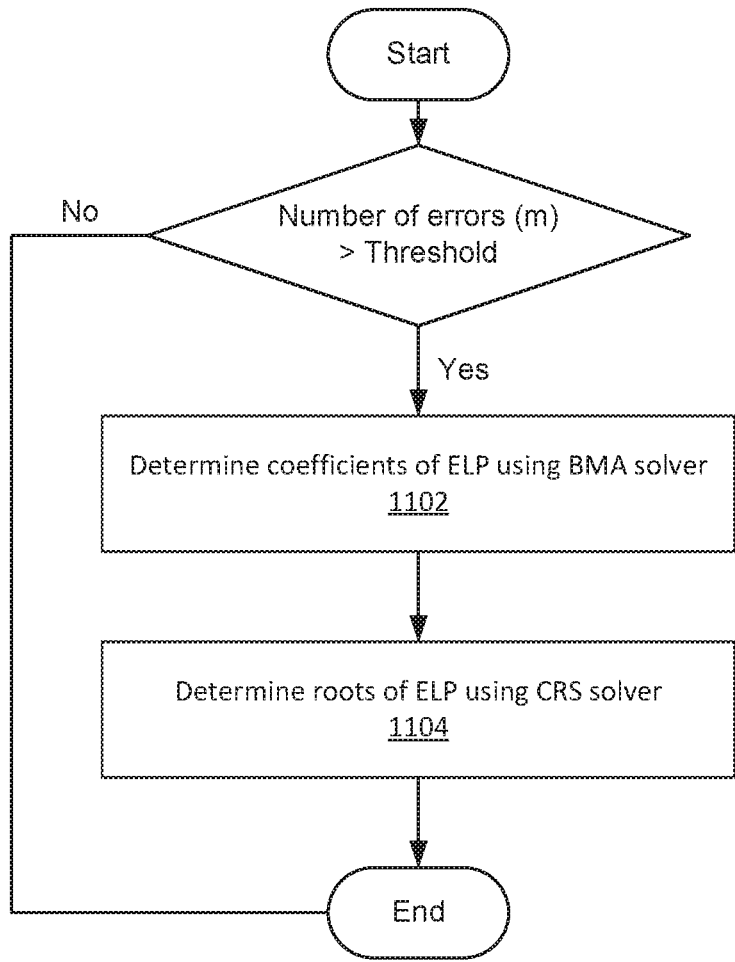 Start
Number of errors (m)
> Threshold
No
Yes
Determine coefficients of ELP using BMA solver
1102
Determine roots of ELP using CRS solver
1104
End